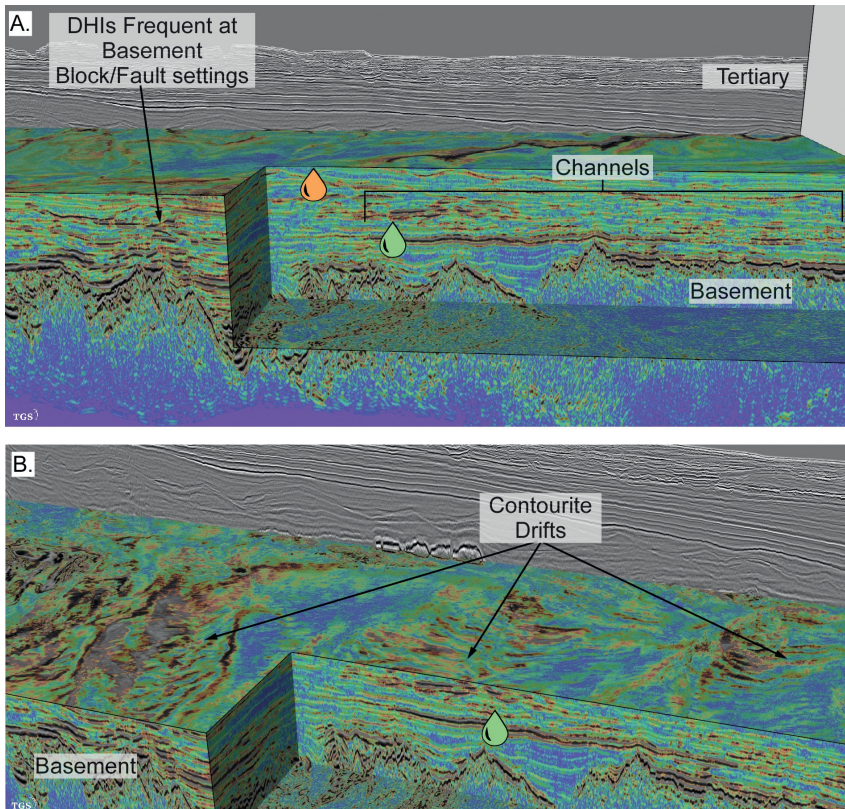 A.
DHIs Frequent at
Basement
Block/Fault settings
Tertiary
Channels
Basement
TGS
B.
Contourite
Drifts
Basement
TGS